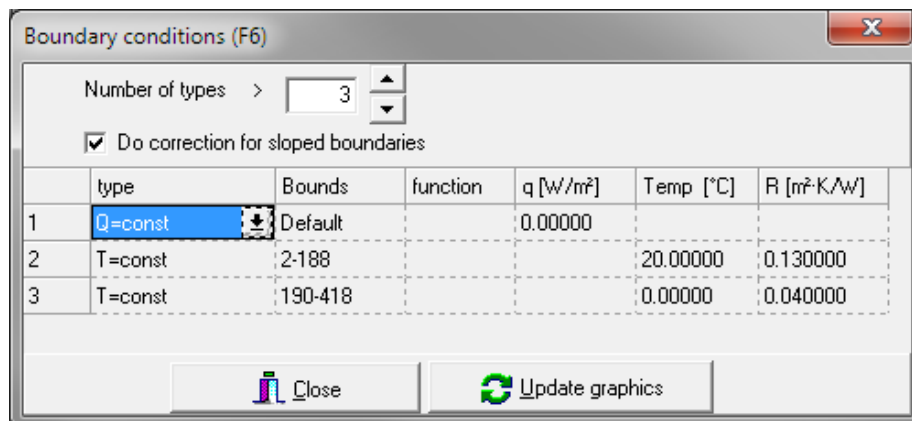 Boundary conditions (F6)
Number of types > 3
Do correction for sloped boundaries
type Bounds function q [W/m²] Temp [°C] R [m²·K/W]
1 Q=const Default 0.00000
2 T=const 2-188 20.00000 0.130000
3 T=const 190-418 0.00000 0.040000
Close Update graphics